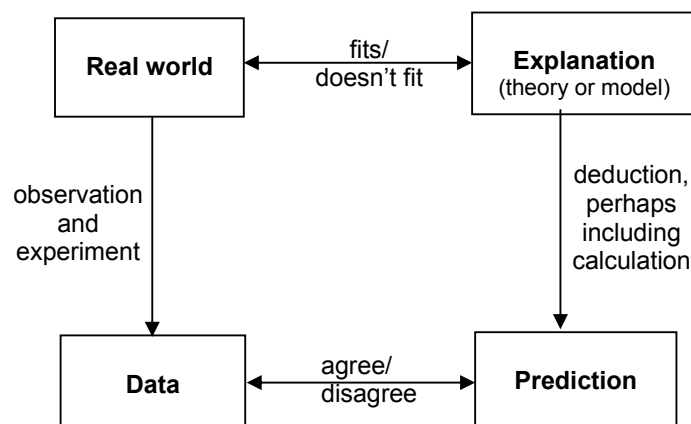 Real world
fits/
doesn’t fit
Explanation
(theory or model)
observation
and
experiment
deduction,
perhaps
including
calculation
Data
agree/
disagree
Prediction